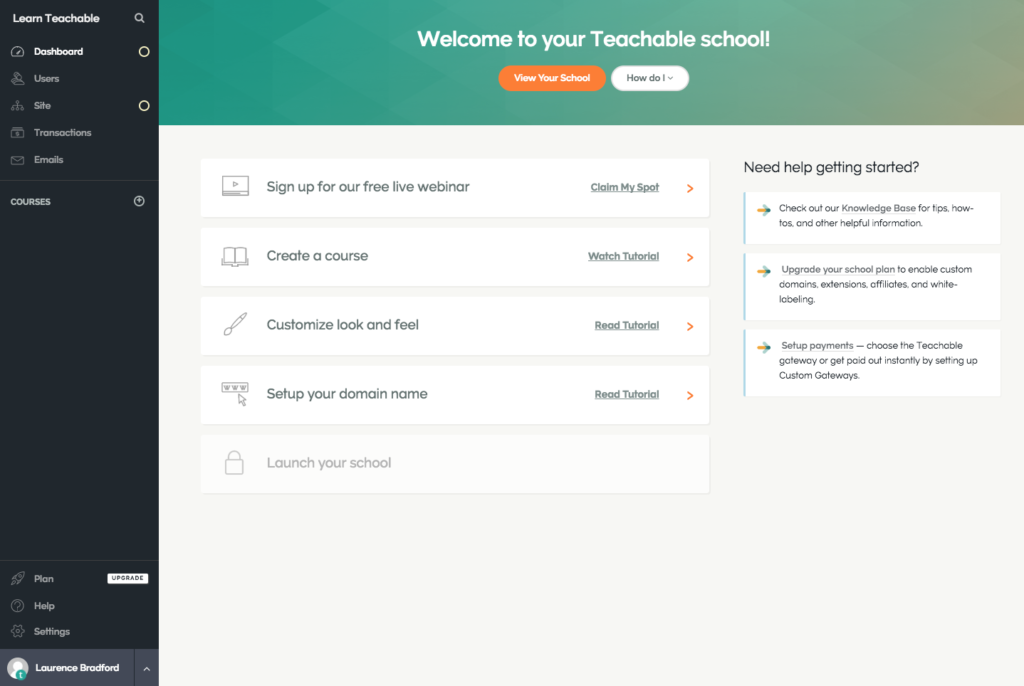 Learn Teachable
Dashboard
Users
Site
Transactions
Emails
COURSES
Plan
UPGRADE
Help
Settings
t
Laurence Bradford
Welcome to your Teachable school!
View Your School
How do I
Sign up for our free live webinar
Claim My Spot
Create a course
Watch Tutorial
Customize look and feel
Read Tutorial
WWW
Setup your domain name
Read Tutorial
Launch your school
Need help getting started?
Check out our Knowledge Base for tips, how-
tos, and other helpful information.
Upgrade your school plan to enable custom
domains, extensions, affiliates, and white-
labeling.
Setup payments — choose the Teachable
gateway or get paid out instantly by setting up
Custom Gateways.